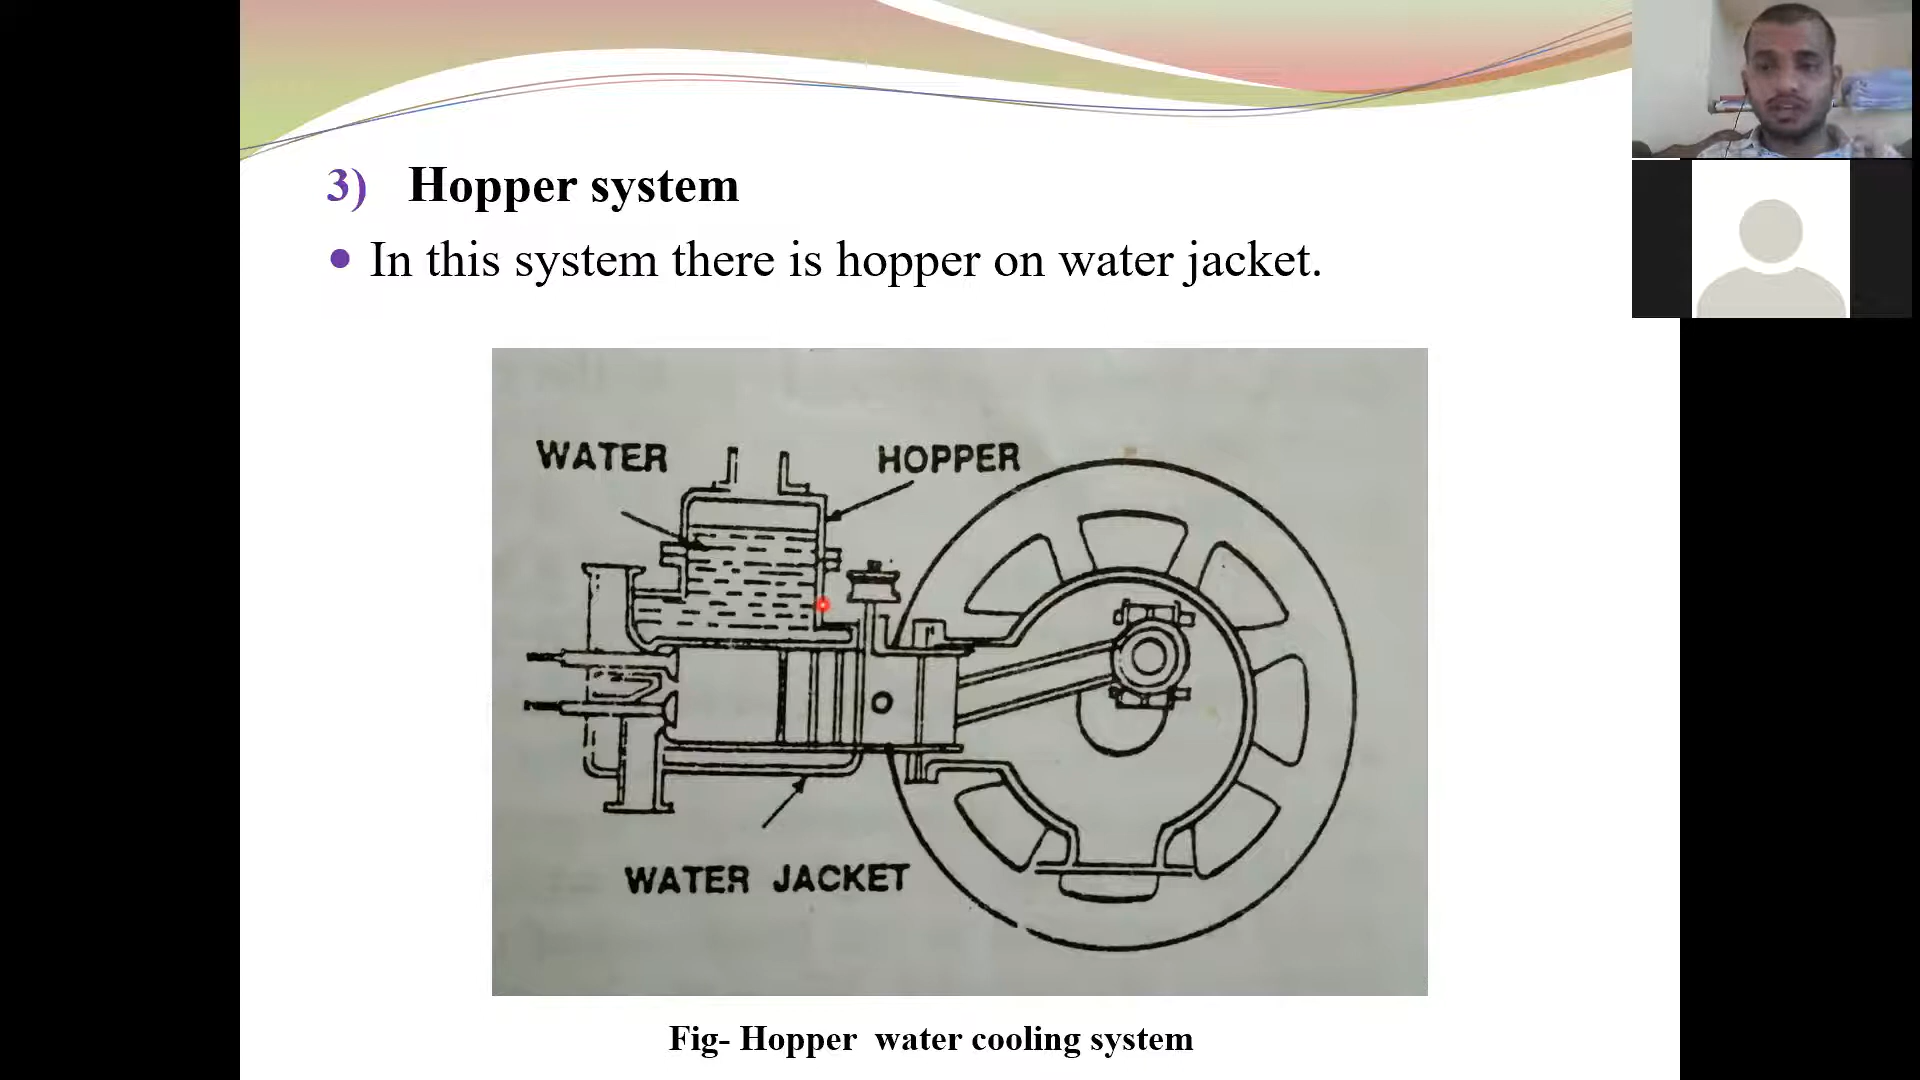 3) Hopper system
• In this system there is hopper on water jacket.
WATER
HOPPER
WATER JACKET
Fig- Hopper water cooling system